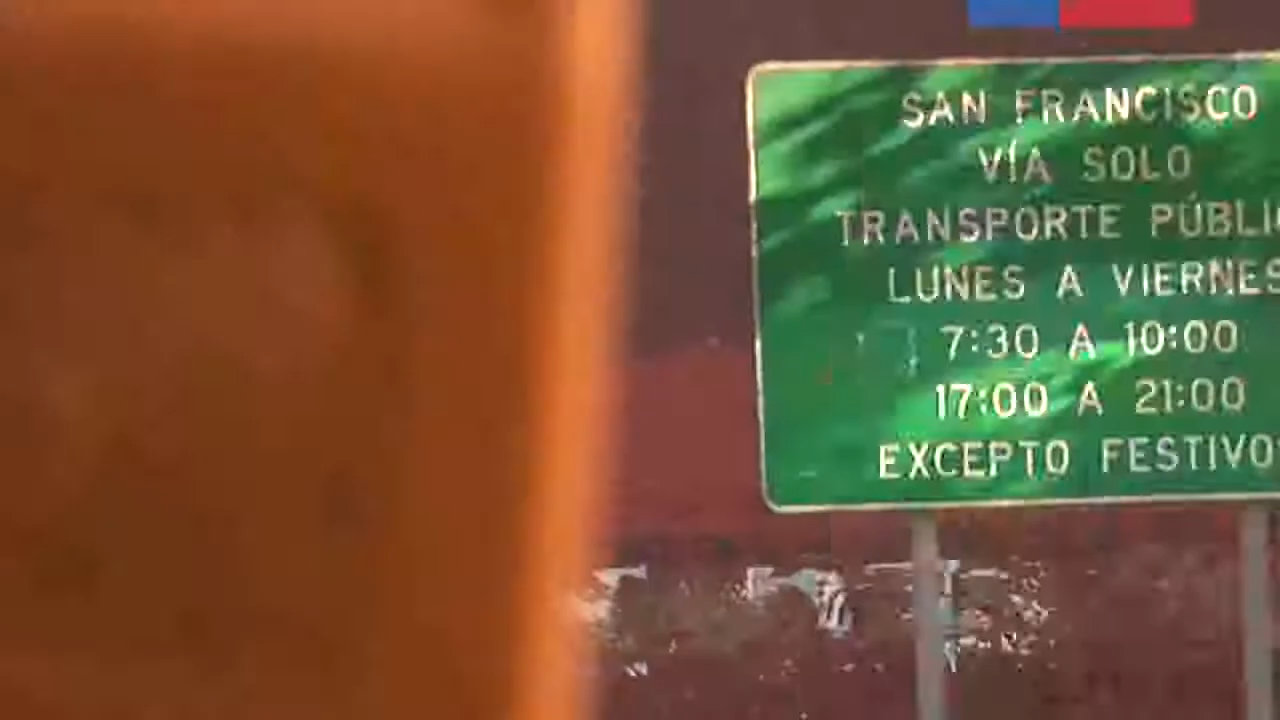 SAN FRANCISCO
VÍA SOLO
TRANSPORTE PÚBLI
LUNES A VIERNES
7:30 A 10:00
17:00 A 21:00
EXCEPTO FESTIVO